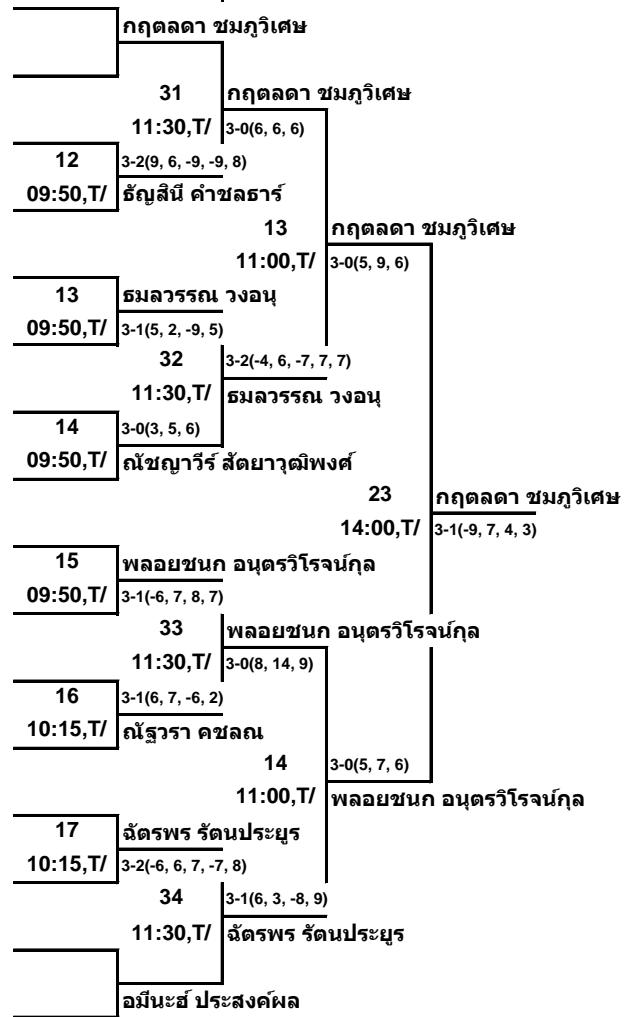 กฤตลดา ชมภูวิเศษ
31 กฤตลดา ชมภูวิเศษ
11:30,T/ 3-0(6, 6, 6)
12 3-2(9, 6, -9, -9, 8)
09:50,T/ ธัญสินี คำชลธาร์
13 กฤตลดา ชมภูวิเศษ
11:00,T/ 3-0(5, 9, 6)
13 ธมลวรรณ วงอนุ
09:50,T/ 3-1(5, 2, -9, 5)
32 3-2(-4, 6, -7, 7, 7)
11:30,T/ ธมลวรรณ วงอนุ
14 3-0(3, 5, 6)
09:50,T/ ณัชญาวีร์ สัตยาวุฒิพงศ์
23 กฤตลดา ชมภูวิเศษ
14:00,T/ 3-1(-9, 7, 4, 3)
15 พลอยชนก อนุตรวิโรจน์กุล
09:50,T/ 3-1(-6, 7, 8, 7)
33 พลอยชนก อนุตรวิโรจน์กุล
11:30,T/ 3-0(8, 14, 9)
16 3-1(6, 7, -6, 2)
10:15,T/ ณัฐวรา คชลณ
14 3-0(5, 7, 6)
11:00,T/ พลอยชนก อนุตรวิโรจน์กุล
17 ฉัตรพร รัตนประยูร
10:15,T/ 3-2(-6, 6, 7, -7, 8)
34 3-1(6, 3, -8, 9)
11:30,T/ ฉัตรพร รัตนประยูร
อมีนะฮ์ ประสงค์ผล